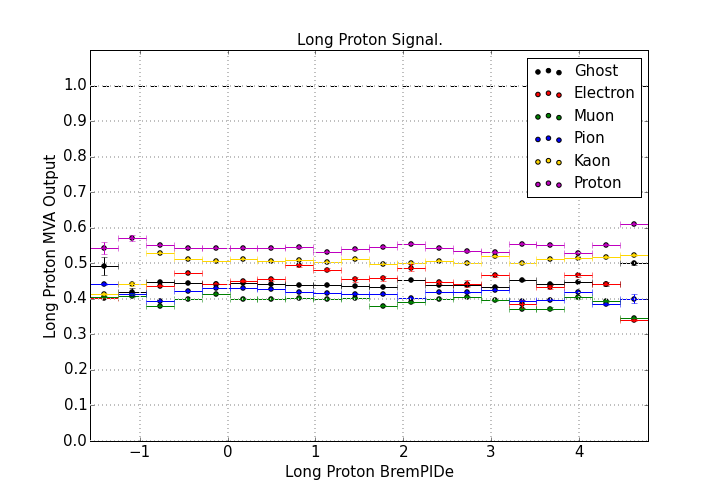 Long Proton Signal.
1.0
0.9
0.8
0.7
0.6
0.5
0.4
0.3
0.2
0.1
0.0
Long Proton MVA Output
Ghost
Electron
Muon
Pion
Kaon
Proton
−1 0 1 2 3 4
Long Proton BremPIDe